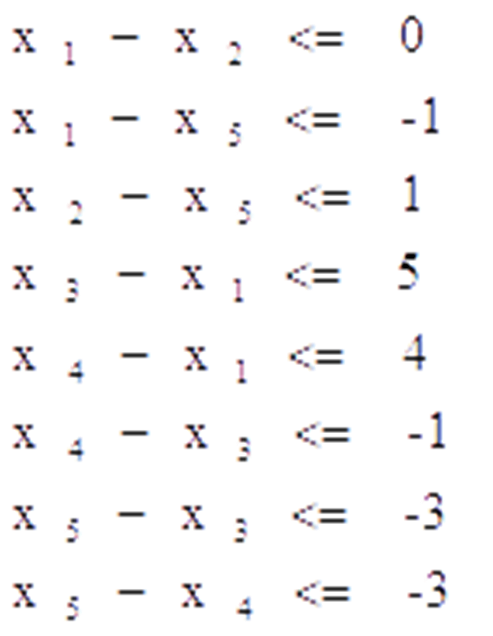 x 1 – x 2 <= 0
x 1 – x 5 <= -1
x 2 – x 5 <= 1
x 3 – x 1 <= 5
x 4 – x 1 <= 4
x 4 – x 3 <= -1
x 5 – x 3 <= -3
x 5 – x 4 <= -3